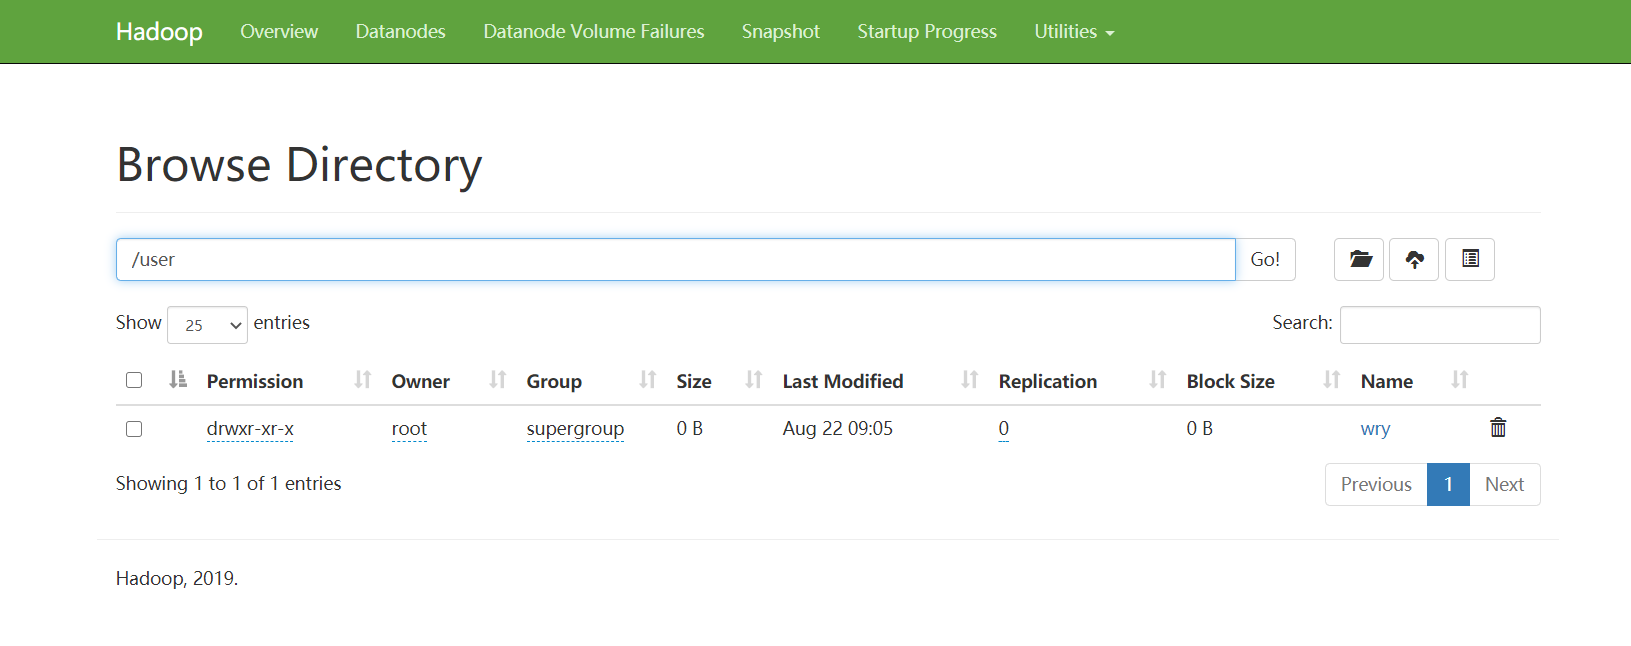 Hadoop Overview Datanodes Datanode Volume Failures Snapshot Startup Progress Utilities
Browse Directory
/user Go!
Show 25 entries Search:
Permission Owner Group Size Last Modified Replication Block Size Name
drwxr-xr-x root supergroup 0 B Aug 22 09:05 0 0 B wry
Showing 1 to 1 of 1 entries Previous 1 Next
Hadoop, 2019.